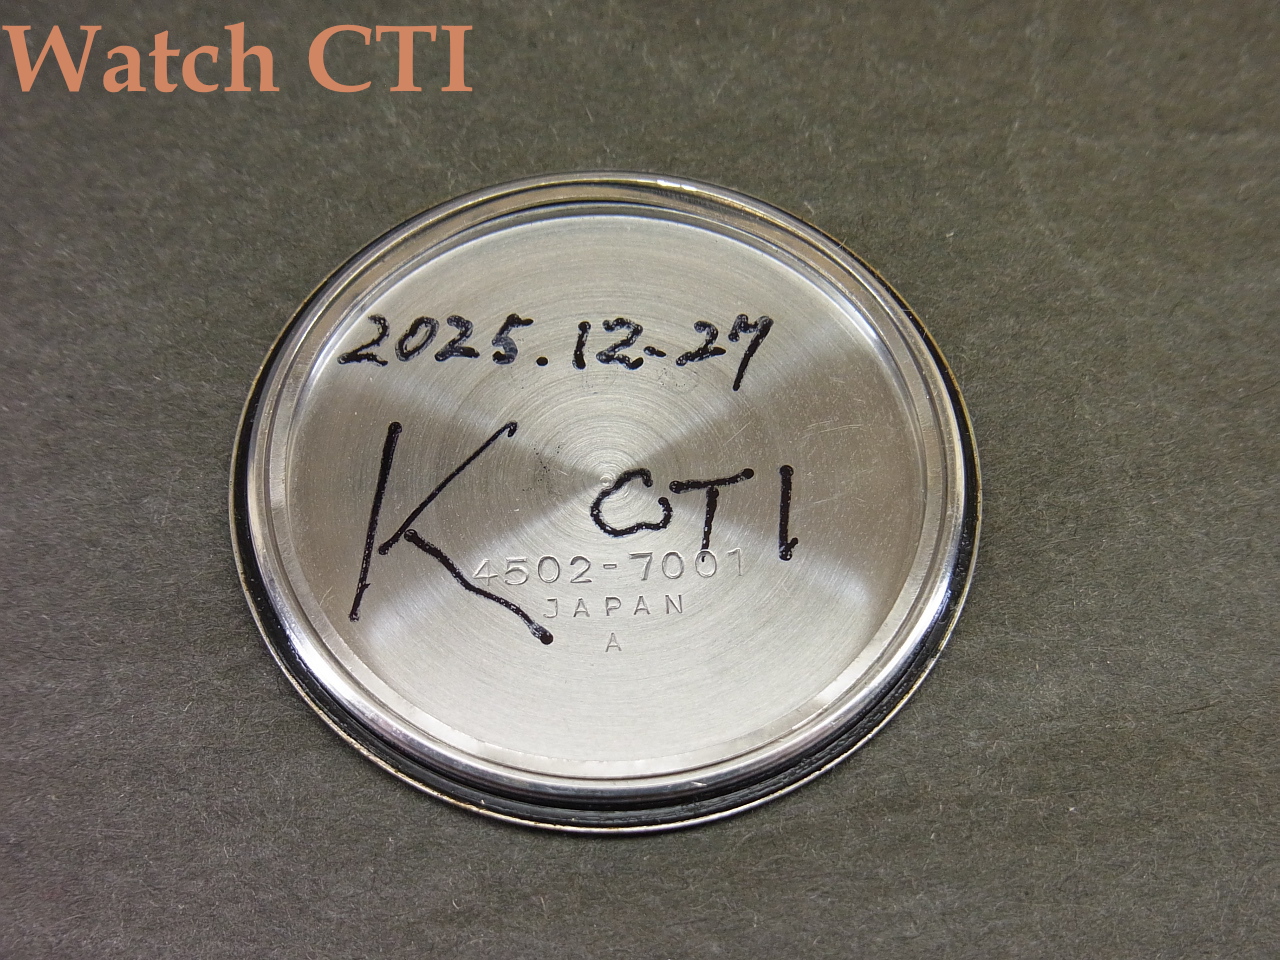 Watch CTI
2025.12-27
K CTI
4502-7001
JAPAN
A